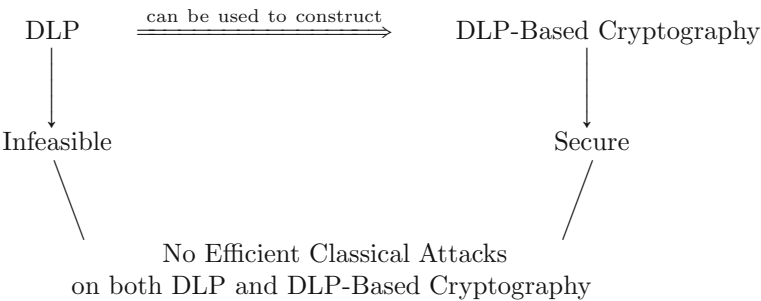 can be used to construct
DLP
DLP-Based Cryptography
Infeasible
Secure
No Efficient Classical Attacks
on both DLP and DLP-Based Cryptography